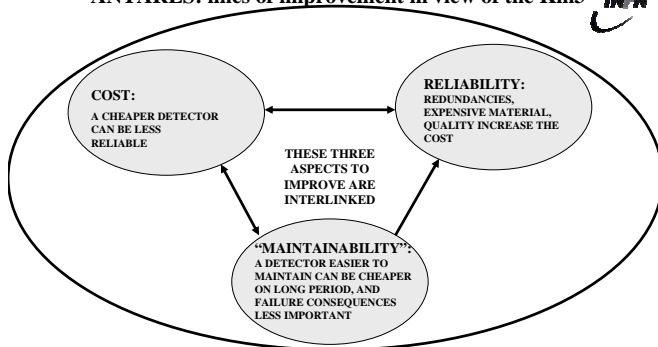 ANTARES: lines of improvement in view of the Km3
INFN
COST:
A CHEAPER DETECTOR
CAN BE LESS
RELIABLE
RELIABILITY:
REDUNDANCIES,
EXPENSIVE MATERIAL,
QUALITY INCREASE THE
COST
THESE THREE
ASPECTS TO
IMPROVE ARE
INTERLINKED
“MAINTAINABILITY”:
A DETECTOR EASIER TO
MAINTAIN CAN BE CHEAPER
ON LONG PERIOD, AND
FAILURE CONSEQUENCES
LESS IMPORTANT